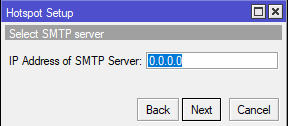 Hotspot Setup
Select SMTP server
IP Address of SMTP Server: 0.0.0.0
Back Next Cancel